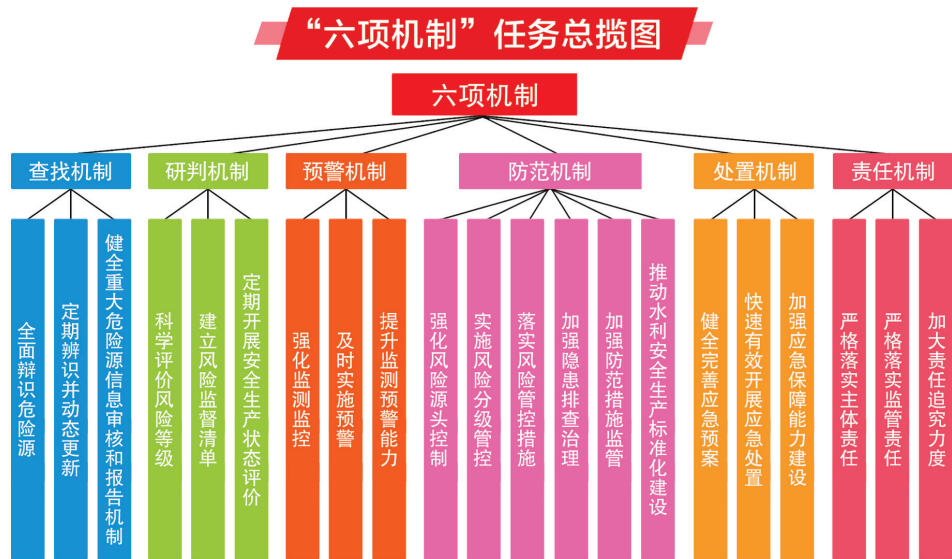 “六项机制”任务总揽图
六项机制
查找机制
研判机制
预警机制
防范机制
处置机制
责任机制
全面辩识危险源
定期辨识并动态更新
健全重大危险源信息审核和报告机制
科学评价风险等级
建立风险监督清单
定期开展安全生产状态评价
强化监测监控
及时实施预警
提升监测预警能力
强化风险源头控制
实施风险分级管控
落实风险管控措施
加强隐患排查治理
加强防范措施监管
推动水利安全生产标准化建设
健全完善应急预案
快速有效开展应急处置
加强应急保障能力建设
严格落实主体责任
严格落实监管责任
加大责任追究力度